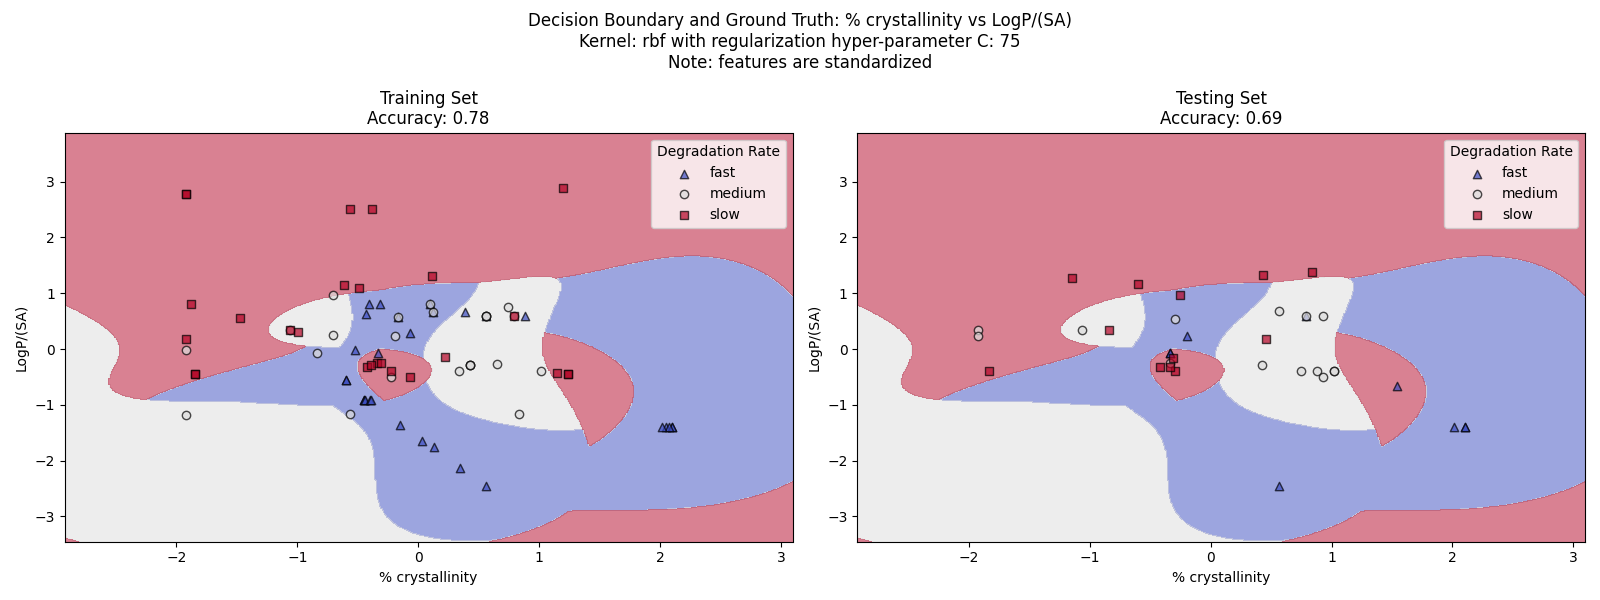 Decision Boundary and Ground Truth: % crystallinity vs LogP/(SA)
Kernel: rbf with regularization hyper-parameter C: 75
Note: features are standardized
Training Set
Accuracy: 0.78
Degradation Rate
fast
medium
slow
3
2
1
0
−1
−2
−3
LogP/(SA)
−2
−1
0
1
2
3
% crystallinity
Testing Set
Accuracy: 0.69
Degradation Rate
fast
medium
slow
3
2
1
0
−1
−2
−3
LogP/(SA)
−2
−1
0
1
2
3
% crystallinity